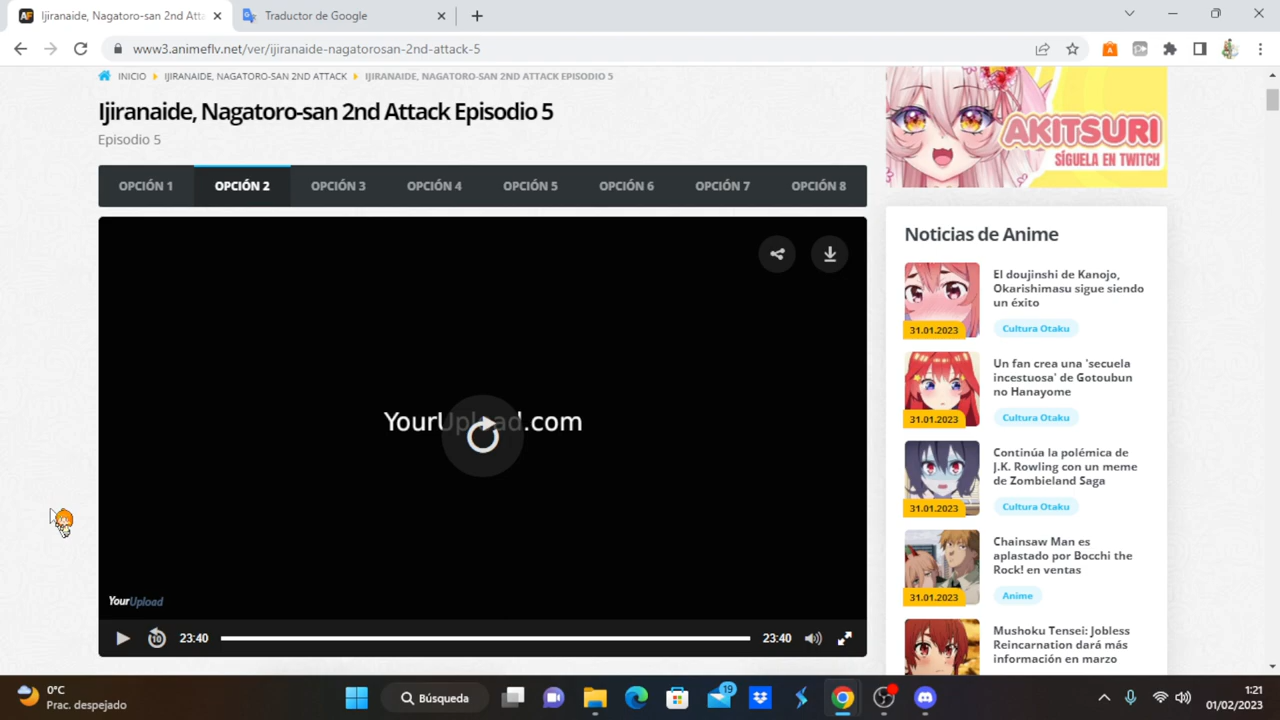 Ijiranaide, Nagatoro-san 2nd Atta
Traductor de Google
www3.animeflv.net/ver/ijiranaide-nagatorosan-2nd-attack-5
INICIO
IJIRANAIDE, NAGATORO-SAN 2ND ATTACK
IJIRANAIDE, NAGATORO-SAN 2ND ATTACK EPISODIO 5
Ijiranaide, Nagatoro-san 2nd Attack Episodio 5
Episodio 5
OPCIÓN 1
OPCIÓN 2
OPCIÓN 3
OPCIÓN 4
OPCIÓN 5
OPCIÓN 6
OPCIÓN 7
OPCIÓN 8
YourUpload.com
YourUpload
10
23:40
23:40
AKITSURI
SÍGUELA EN TWITCH
Noticias de Anime
El doujinshi de Kanojo,
Okarishimasu sigue siendo
un éxito
31.01.2023
Cultura Otaku
Un fan crea una 'secuela
incestuosa' de Gotoubun
no Hanayome
31.01.2023
Cultura Otaku
Continúa la polémica de
J.K. Rowling con un meme
de Zombieland Saga
31.01.2023
Cultura Otaku
Chainsaw Man es
aplastado por Bocchi the
Rock! en ventas
31.01.2023
Anime
Mushoku Tensei: Jobless
Reincarnation dará más
información en marzo
0°C
Prac. despejado
Búsqueda
19
1:21
01/02/2023